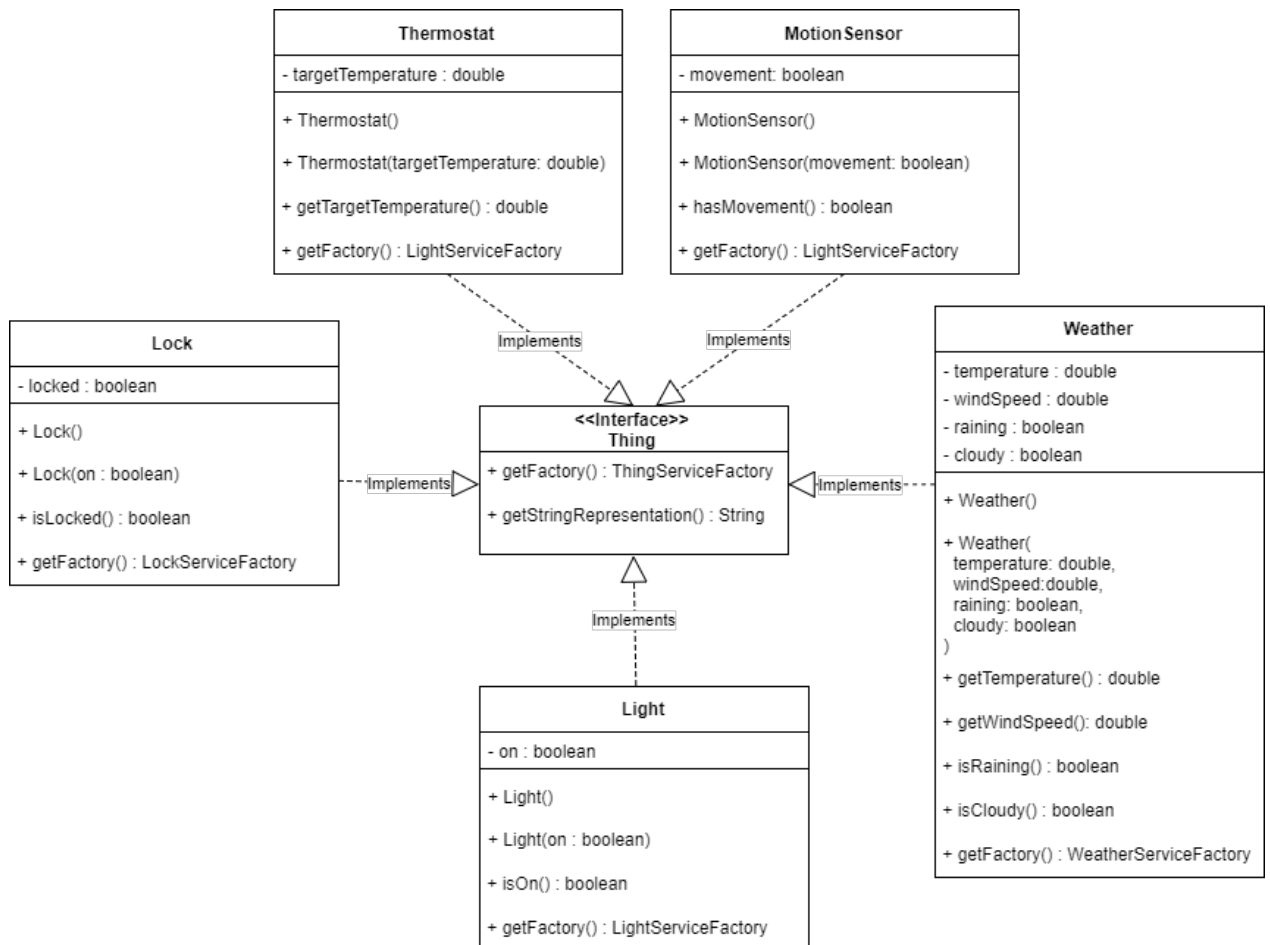 Thermostat
- targetTemperature : double
+ Thermostat()
+ Thermostat(targetTemperature: double)
+ getTargetTemperature() : double
+ getFactory() : LightServiceFactory
MotionSensor
- movement: boolean
+ MotionSensor()
+ MotionSensor(movement: boolean)
+ hasMovement() : boolean
+ getFactory() : LightServiceFactory
Implements
Implements
Lock
- locked : boolean
+ Lock()
+ Lock(on : boolean)
+ isLocked() : boolean
+ getFactory() : LockServiceFactory
Implements
<<Interface>>
Thing
+ getFactory() : ThingServiceFactory
+ getStringRepresentation() : String
Implements
Weather
- temperature : double
- windSpeed : double
- raining : boolean
- cloudy : boolean
+ Weather()
+ Weather(
temperature: double,
windSpeed:double,
raining: boolean,
cloudy: boolean
)
+ getTemperature() : double
+ getWindSpeed(): double
+ isRaining() : boolean
+ isCloudy() : boolean
+ getFactory() : WeatherServiceFactory
Implements
Light
- on : boolean
+ Light()
+ Light(on : boolean)
+ isOn() : boolean
+ getFactory() : LightServiceFactory